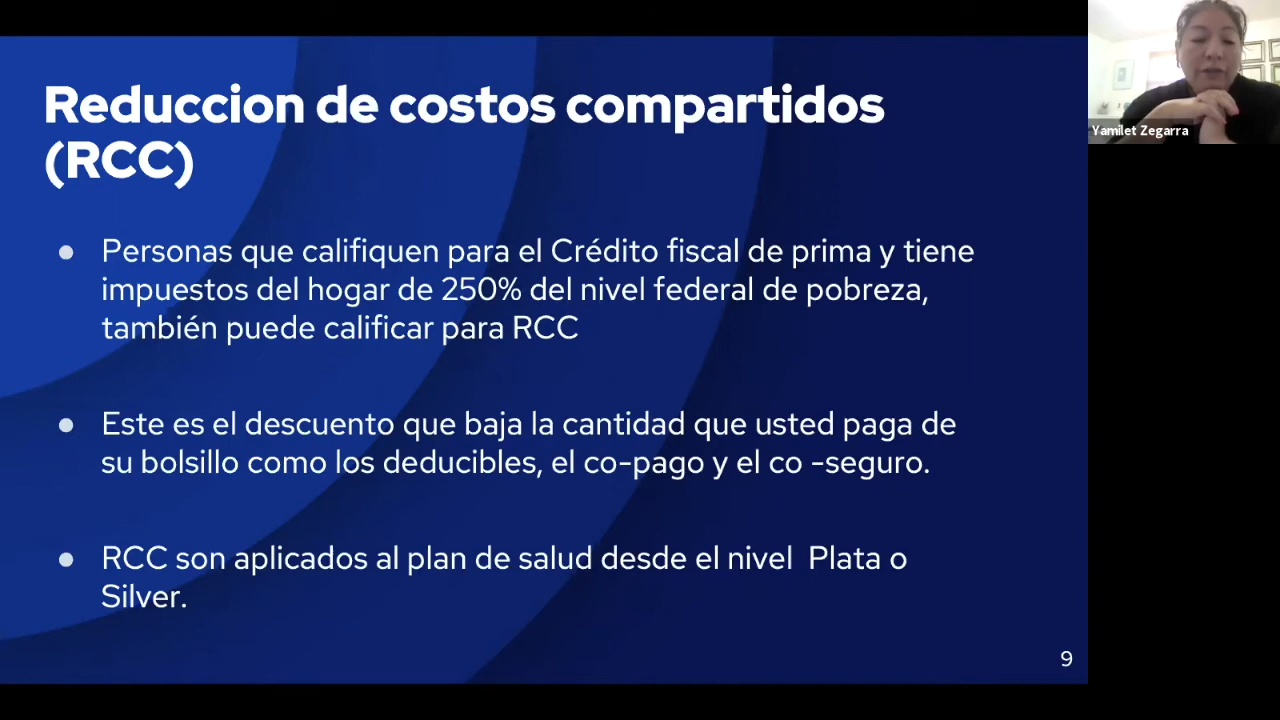 Reduccion de costos compartidos
(RCC)
● Personas que califiquen para el Crédito fiscal de prima y tiene
impuestos del hogar de 250% del nivel federal de pobreza,
también puede calificar para RCC
● Este es el descuento que baja la cantidad que usted paga de
su bolsillo como los deducibles, el co-pago y el co -seguro.
● RCC son aplicados al plan de salud desde el nivel  Plata o
Silver.
9
Yamilet Zegarra